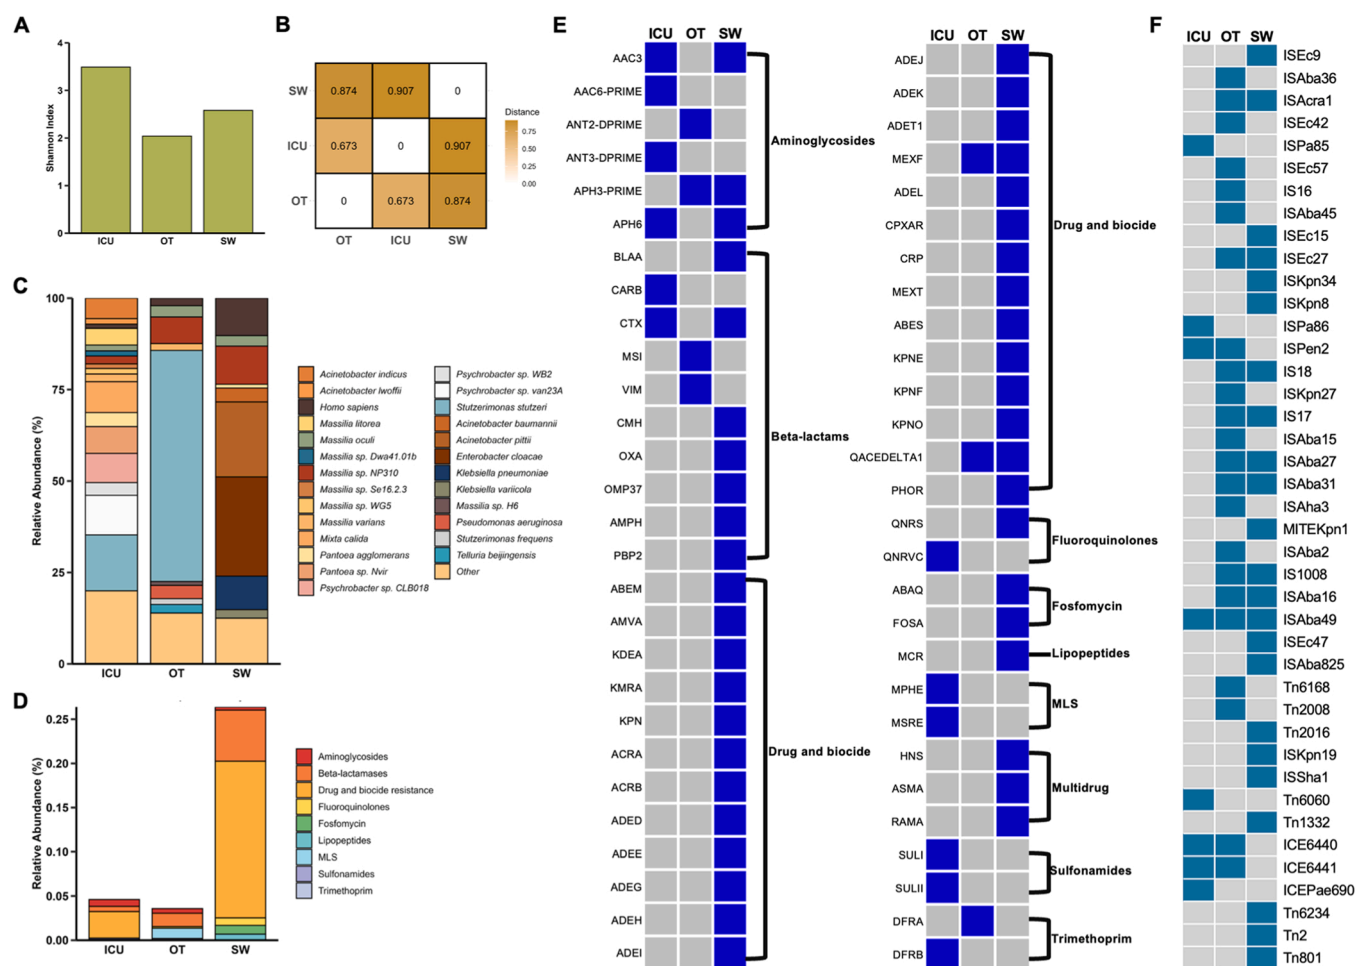 A
Shannon Index
4
3
2
1
0
ICU OT SW
B
SW 0.874 0.907 0
ICU 0.673 0 0.907
OT 0 0.673 0.874
OT ICU SW
Distance
0.75
0.50
0.25
0.00
C
Relative Abundance (%)
100
75
50
25
0
ICU OT SW
Acinetobacter indicus
Acinetobacter lwoffii
Homo sapiens
Massilia litorea
Massilia oculi
Massilia sp. Dwa41.01b
Massilia sp. NP310
Massilia sp. Se16.2.3
Massilia sp. WG5
Massilia varians
Mixta calida
Pantoea agglomerans
Pantoea sp. Nvir
Psychrobacter sp. CLB018
Psychrobacter sp. WB2
Psychrobacter sp. van23A
Stutzerimonas stutzeri
Acinetobacter baumannii
Acinetobacter pittii
Enterobacter cloacae
Klebsiella pneumoniae
Klebsiella variicola
Massilia sp. H6
Pseudomonas aeruginosa
Stutzerimonas frequens
Telluria beijingensis
Other
D
Relative Abundance (%)
0.25
0.20
0.15
0.10
0.05
0.00
ICU OT SW
Aminoglycosides
Beta-lactamases
Drug and biocide resistance
Fluoroquinolones
Fosfomycin
Lipopeptides
MLS
Sulfonamides
Trimethoprim
E
ICU OT SW
AAC3
AAC6-PRIME
ANT2-DPRIME
ANT3-DPRIME
APH3-PRIME
APH6
BLAA
CARB
CTX
MSI
VIM
CMH
OXA
OMP37
AMPH
PBP2
ABEM
AMVA
KDEA
KMRA
KPN
ACRA
ACRB
ADED
ADEE
ADEG
ADEH
ADEI
Aminoglycosides
Beta-lactams
Drug and biocide
ICU OT SW
ADEJ
ADEK
ADET1
MEXF
ADEL
CPXAR
CRP
MEXT
ABES
KPNE
KPNF
KPNO
QACEDELTA1
PHOR
QNRS
QNRVC
ABAQ
FOSA
MCR
MPHE
MSRE
HNS
ASMA
RAMA
SULI
SULII
DFRA
DFRB
Drug and biocide
Fluoroquinolones
Fosfomycin
Lipopeptides
MLS
Multidrug
Sulfonamides
Trimethoprim
F
ICU OT SW
ISEc9
ISAba36
ISAcra1
ISEc42
ISPa85
ISEc57
IS16
ISAba45
ISEc15
ISEc27
ISKpn34
ISKpn8
ISPa86
ISPen2
IS18
ISKpn27
IS17
ISAba15
ISAba27
ISAba31
ISAha3
MITEKpn1
ISAba2
IS1008
ISAba16
ISAba49
ISEc47
ISAba825
Tn6168
Tn2008
Tn2016
ISKpn19
ISSha1
Tn6060
Tn1332
ICE6440
ICE6441
ICEPae690
Tn6234
Tn2
Tn801